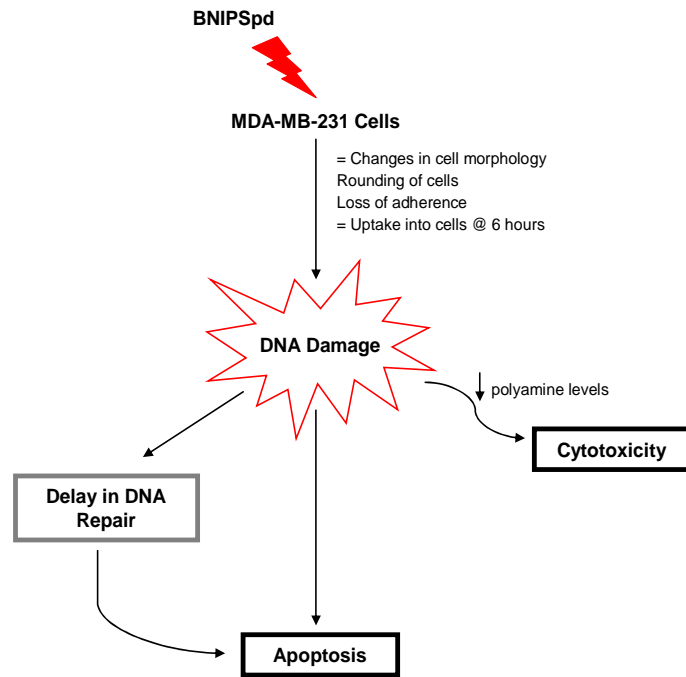 BNIPSpd
MDA-MB-231 Cells
= Changes in cell morphology
Rounding of cells
Loss of adherence
= Uptake into cells @ 6 hours
DNA Damage
polyamine levels
Cytotoxicity
Delay in DNA
Repair
Apoptosis